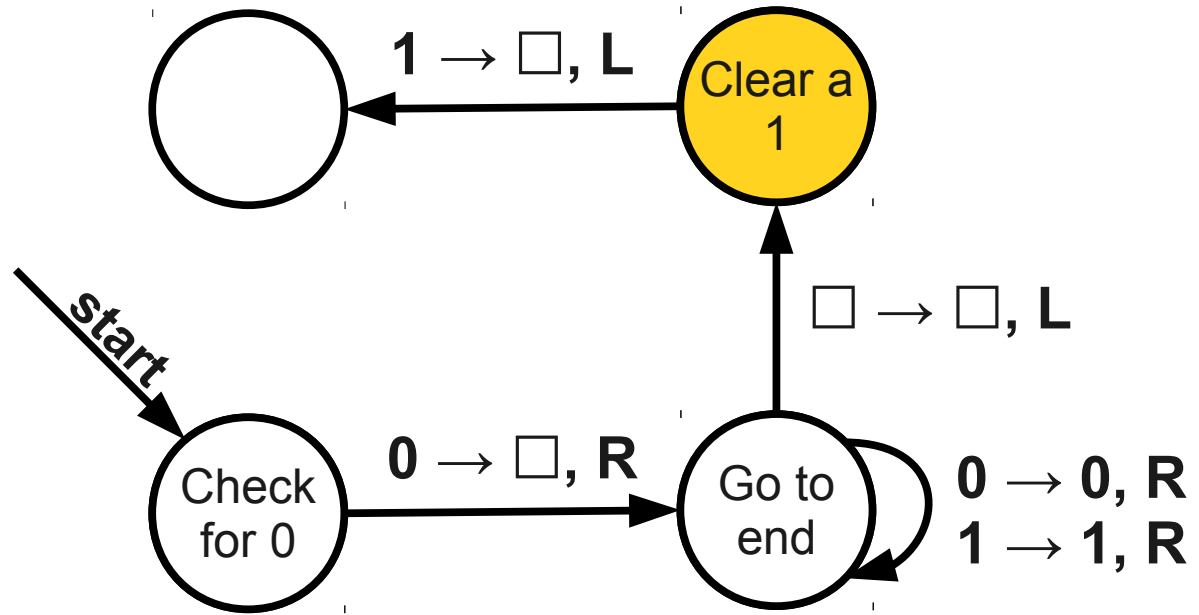 1 → □, L
Clear a
1
start
□ → □, L
Check
for 0
0 → □, R
Go to
end
0 → 0, R
1 → 1, R